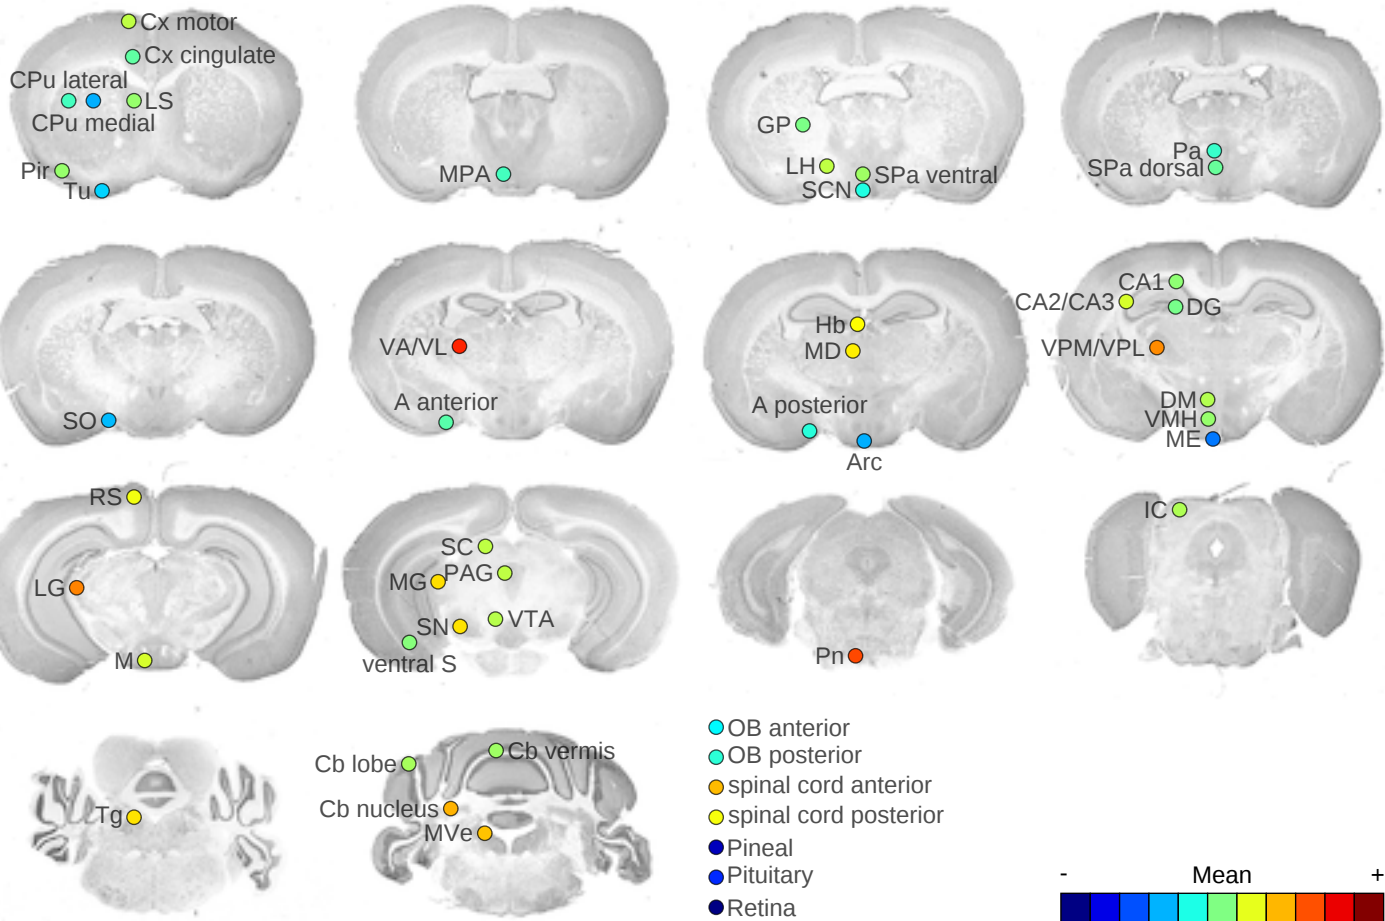 Cx motor
Cx cingulate
CPu lateral
LS
CPu medial
Pir
Tu
MPA
GP
LH
SPa ventral
SCN
Pa
SPa dorsal
SO
VA/VL
A anterior
Hb
MD
A posterior
Arc
CA1
CA2/CA3
DG
VPM/VPL
DM
VMH
ME
RS
LG
M
SC
MG
PAG
SN
VTA
ventral S
Pn
IC
Tg
Cb lobe
Cb vermis
Cb nucleus
MVe
OB anterior
OB posterior
spinal cord anterior
spinal cord posterior
Pineal
Pituitary
Retina
- Mean +